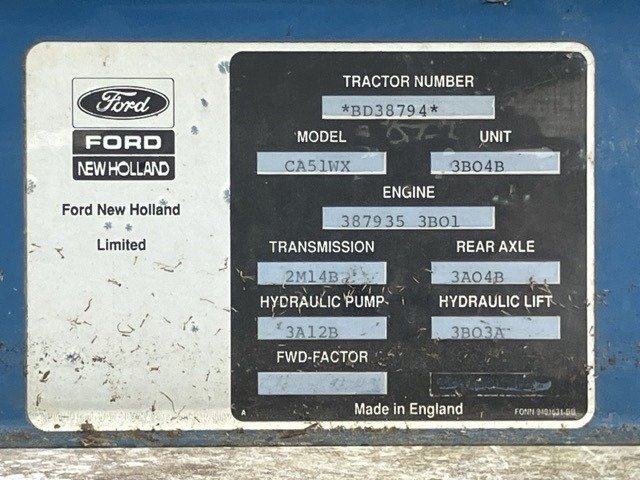 Ford
FORD
NEW HOLLAND
Ford New Holland
Limited
TRACTOR NUMBER
*BD38794*
MODEL UNIT
CA51WX 3B04B
ENGINE
387935 3B01
TRANSMISSION REAR AXLE
2M14B 3A04B
HYDRAULIC PUMP HYDRAULIC LIFT
3A12B 3B03A
FWD-FACTOR
A Made in England